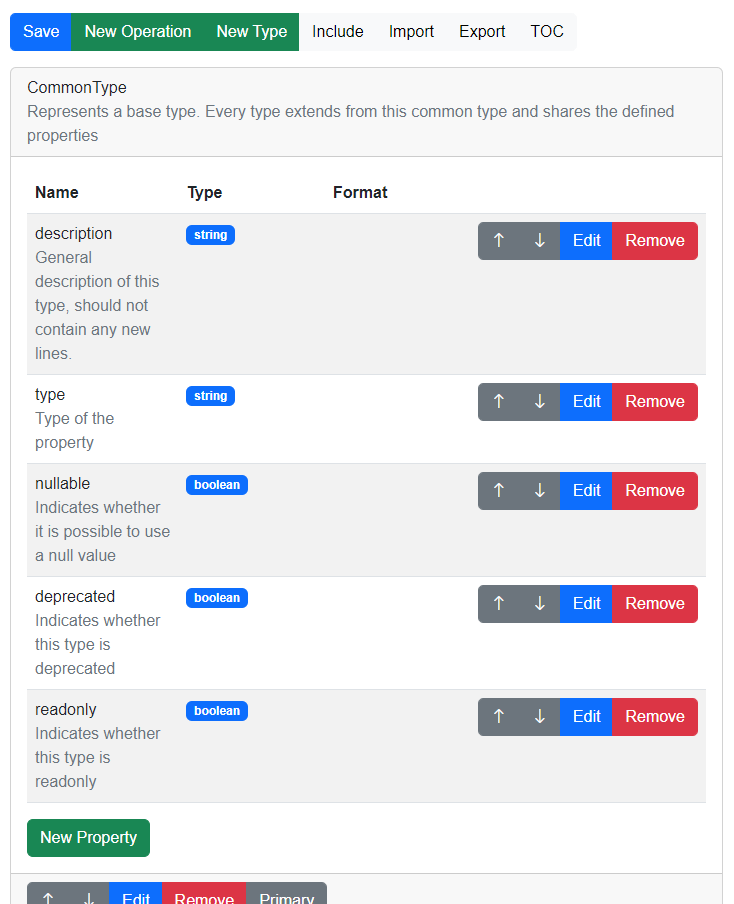 Save New Operation New Type Include Import Export TOC
CommonType
Represents a base type. Every type extends from this common type and shares the defined
properties
Name Type Format
description string ↑ ↓ Edit Remove
General
description of this
type, should not
contain any new
lines.
type string ↑ ↓ Edit Remove
Type of the
property
nullable boolean ↑ ↓ Edit Remove
Indicates whether
it is possible to use
a null value
deprecated boolean ↑ ↓ Edit Remove
Indicates whether
this type is
deprecated
readonly boolean ↑ ↓ Edit Remove
Indicates whether
this type is
readonly
New Property
↑ ↓ Edit Remove Primary